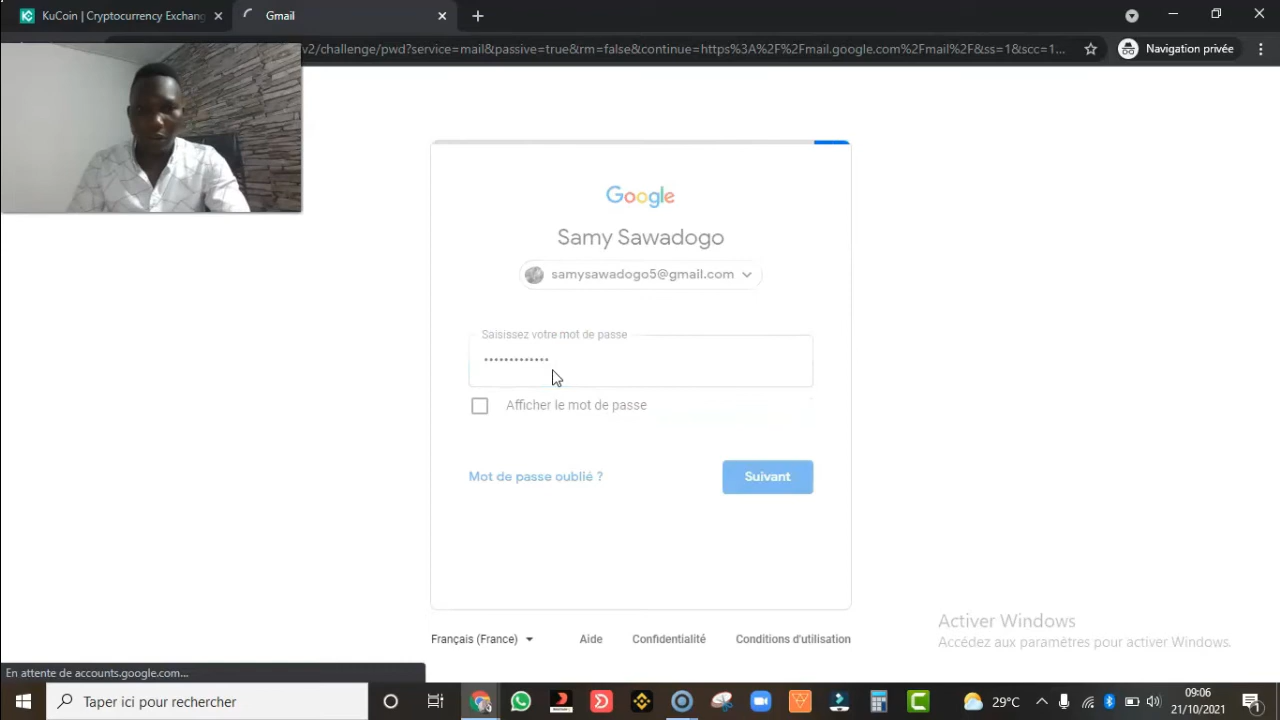 KuCoin | Cryptocurrency Exchang
Gmail
v2/challenge/pwd?service=mail&passive=true&rm=false&continue=https%3A%2F%2Fmail.google.com%2Fmail%2F&ss=1&scc=1...
Navigation privée
Google
Samy Sawadogo
samysawadogo5@gmail.com
Saisissez votre mot de passe
•••••••••••••
Afficher le mot de passe
Mot de passe oublié ?
Suivant
Activer Windows
Accédez aux paramètres pour activer Windows.
Français (France)
Aide
Confidentialité
Conditions d'utilisation
En attente de accounts.google.com...
Taper ici pour rechercher
29°C
09:06
21/10/2021
1